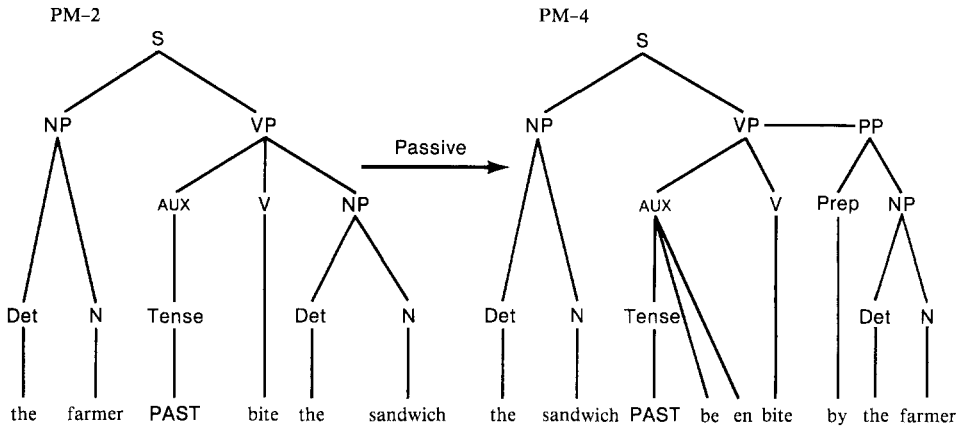 PM-2 PM-4
S S
NP VP NP VP PP
Passive
AUX V NP AUX V Prep NP
Det N Tense Det N Det N Tense Det N
the farmer PAST bite the sandwich the sandwich PAST be en bite by the farmer